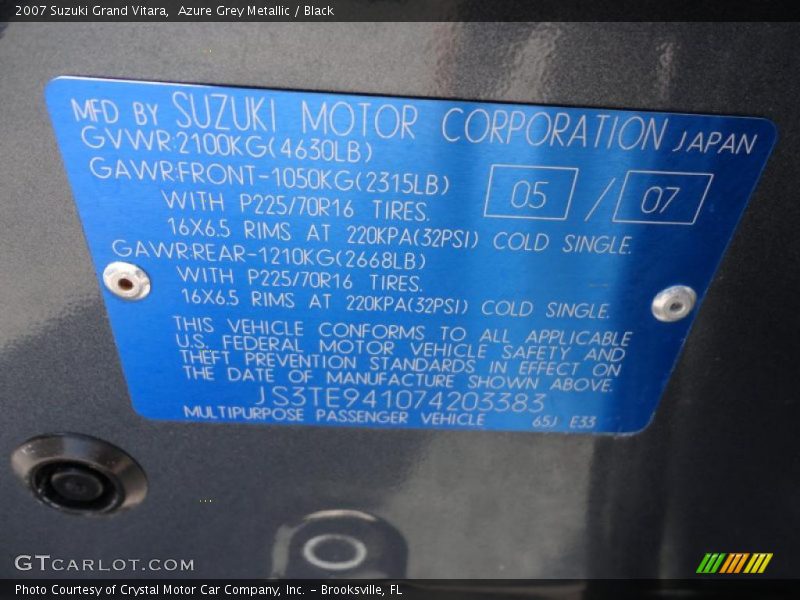 2007 Suzuki Grand Vitara, Azure Grey Metallic / Black
MFD BY SUZUKI MOTOR CORPORATION JAPAN
GVWR:2100KG(4630LB)
GAWR:FRONT-1050KG(2315LB) 05 / 07
WITH P225/70R16 TIRES.
16X6.5 RIMS AT 220KPA(32PSI) COLD SINGLE.
GAWR:REAR-1210KG(2668LB)
WITH P225/70R16 TIRES.
16X6.5 RIMS AT 220KPA(32PSI) COLD SINGLE.
THIS VEHICLE CONFORMS TO ALL APPLICABLE
U.S. FEDERAL MOTOR VEHICLE SAFETY AND
THEFT PREVENTION STANDARDS IN EFFECT ON
THE DATE OF MANUFACTURE SHOWN ABOVE.
JS3TE941074203383
MULTIPURPOSE PASSENGER VEHICLE 65J E33
GTCARLOT.COM
Photo Courtesy of Crystal Motor Car Company, Inc. - Brooksville, FL